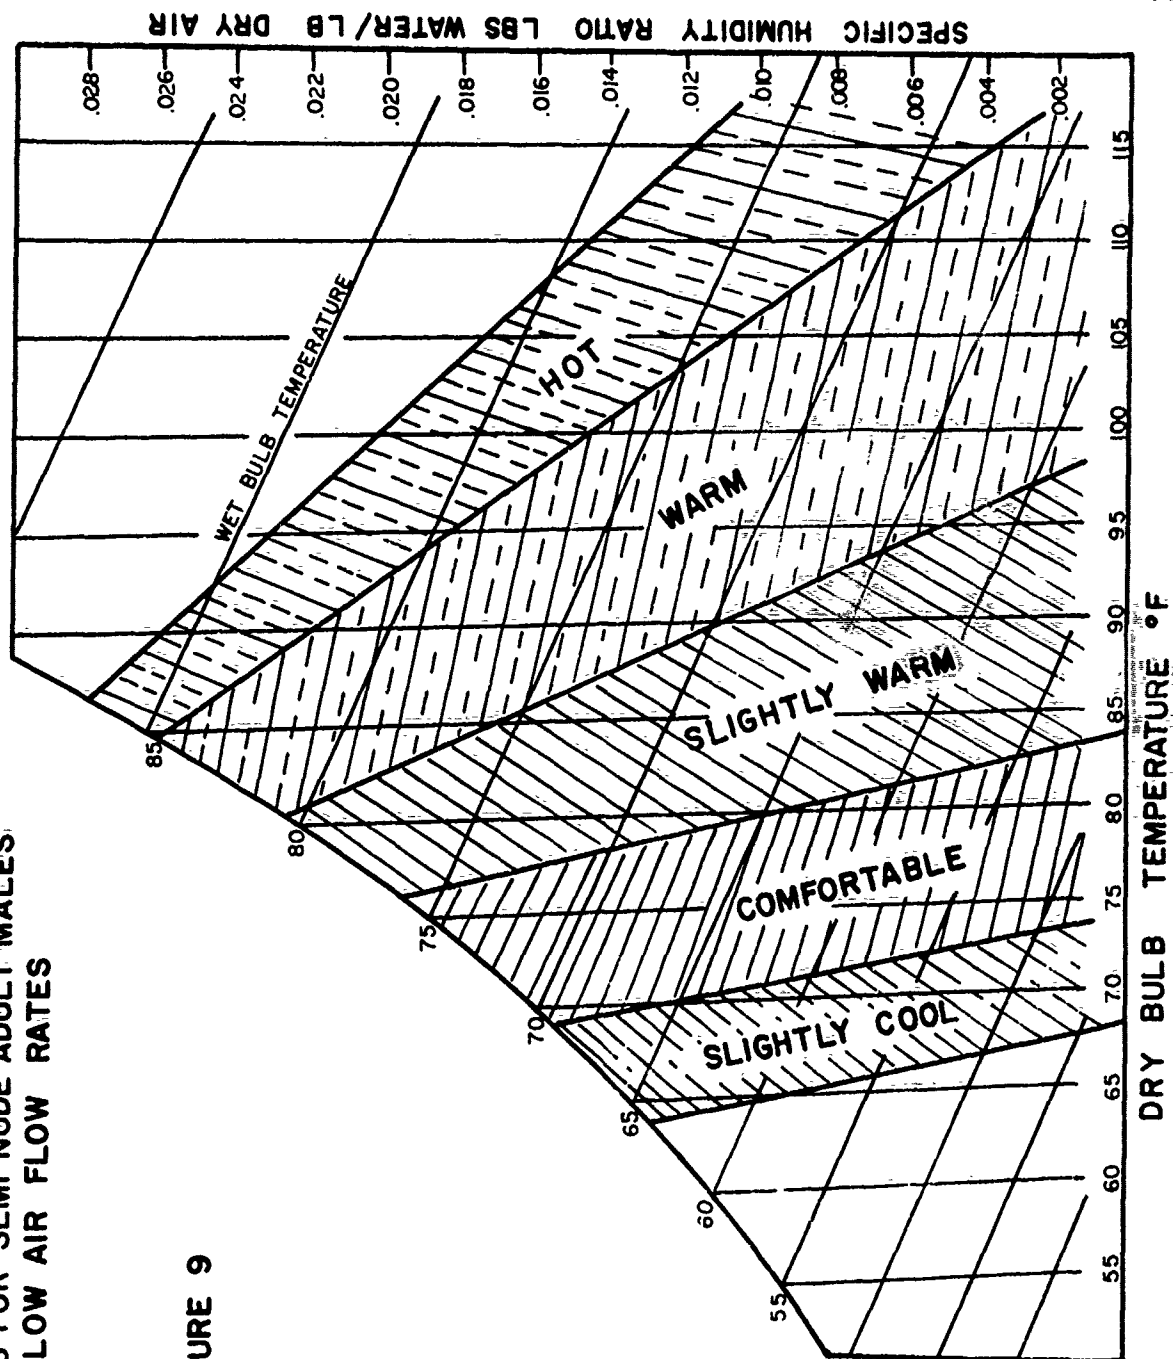 FOR SEMI NUDE ADULT MALES
LOW AIR FLOW RATES
URE 9
SPECIFIC HUMIDITY RATIO LBS WATER/LB DRY AIR
.028
.026
.024
.022
.020
.018
.016
.014
.012
.010
.008
.006
.004
.002
WET BULB TEMPERATURE
85
80
75
70
65
60
55
HOT
WARM
SLIGHTLY WARM
COMFORTABLE
SLIGHTLY COOL
55 60 65 70 75 80 85 90 95 100 105 110 115
DRY BULB TEMPERATURE °F